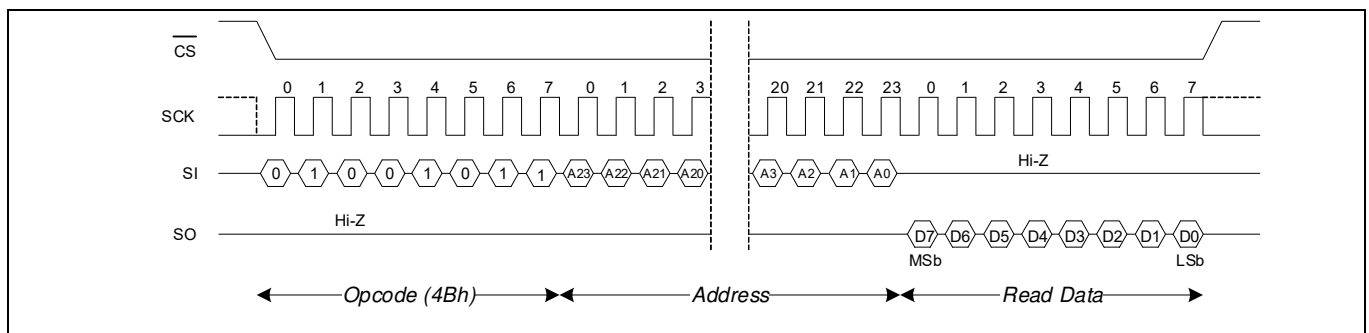 CS
0 1 2 3 4 5 6 7 0 1 2 3 20 21 22 23 0 1 2 3 4 5 6 7
SCK
Hi-Z
SI 0 1 0 0 1 0 1 1 A23 A22 A21 A20 A3 A2 A1 A0
Hi-Z
SO D7 D6 D5 D4 D3 D2 D1 D0
MSb LSb
Opcode (4Bh) Address Read Data